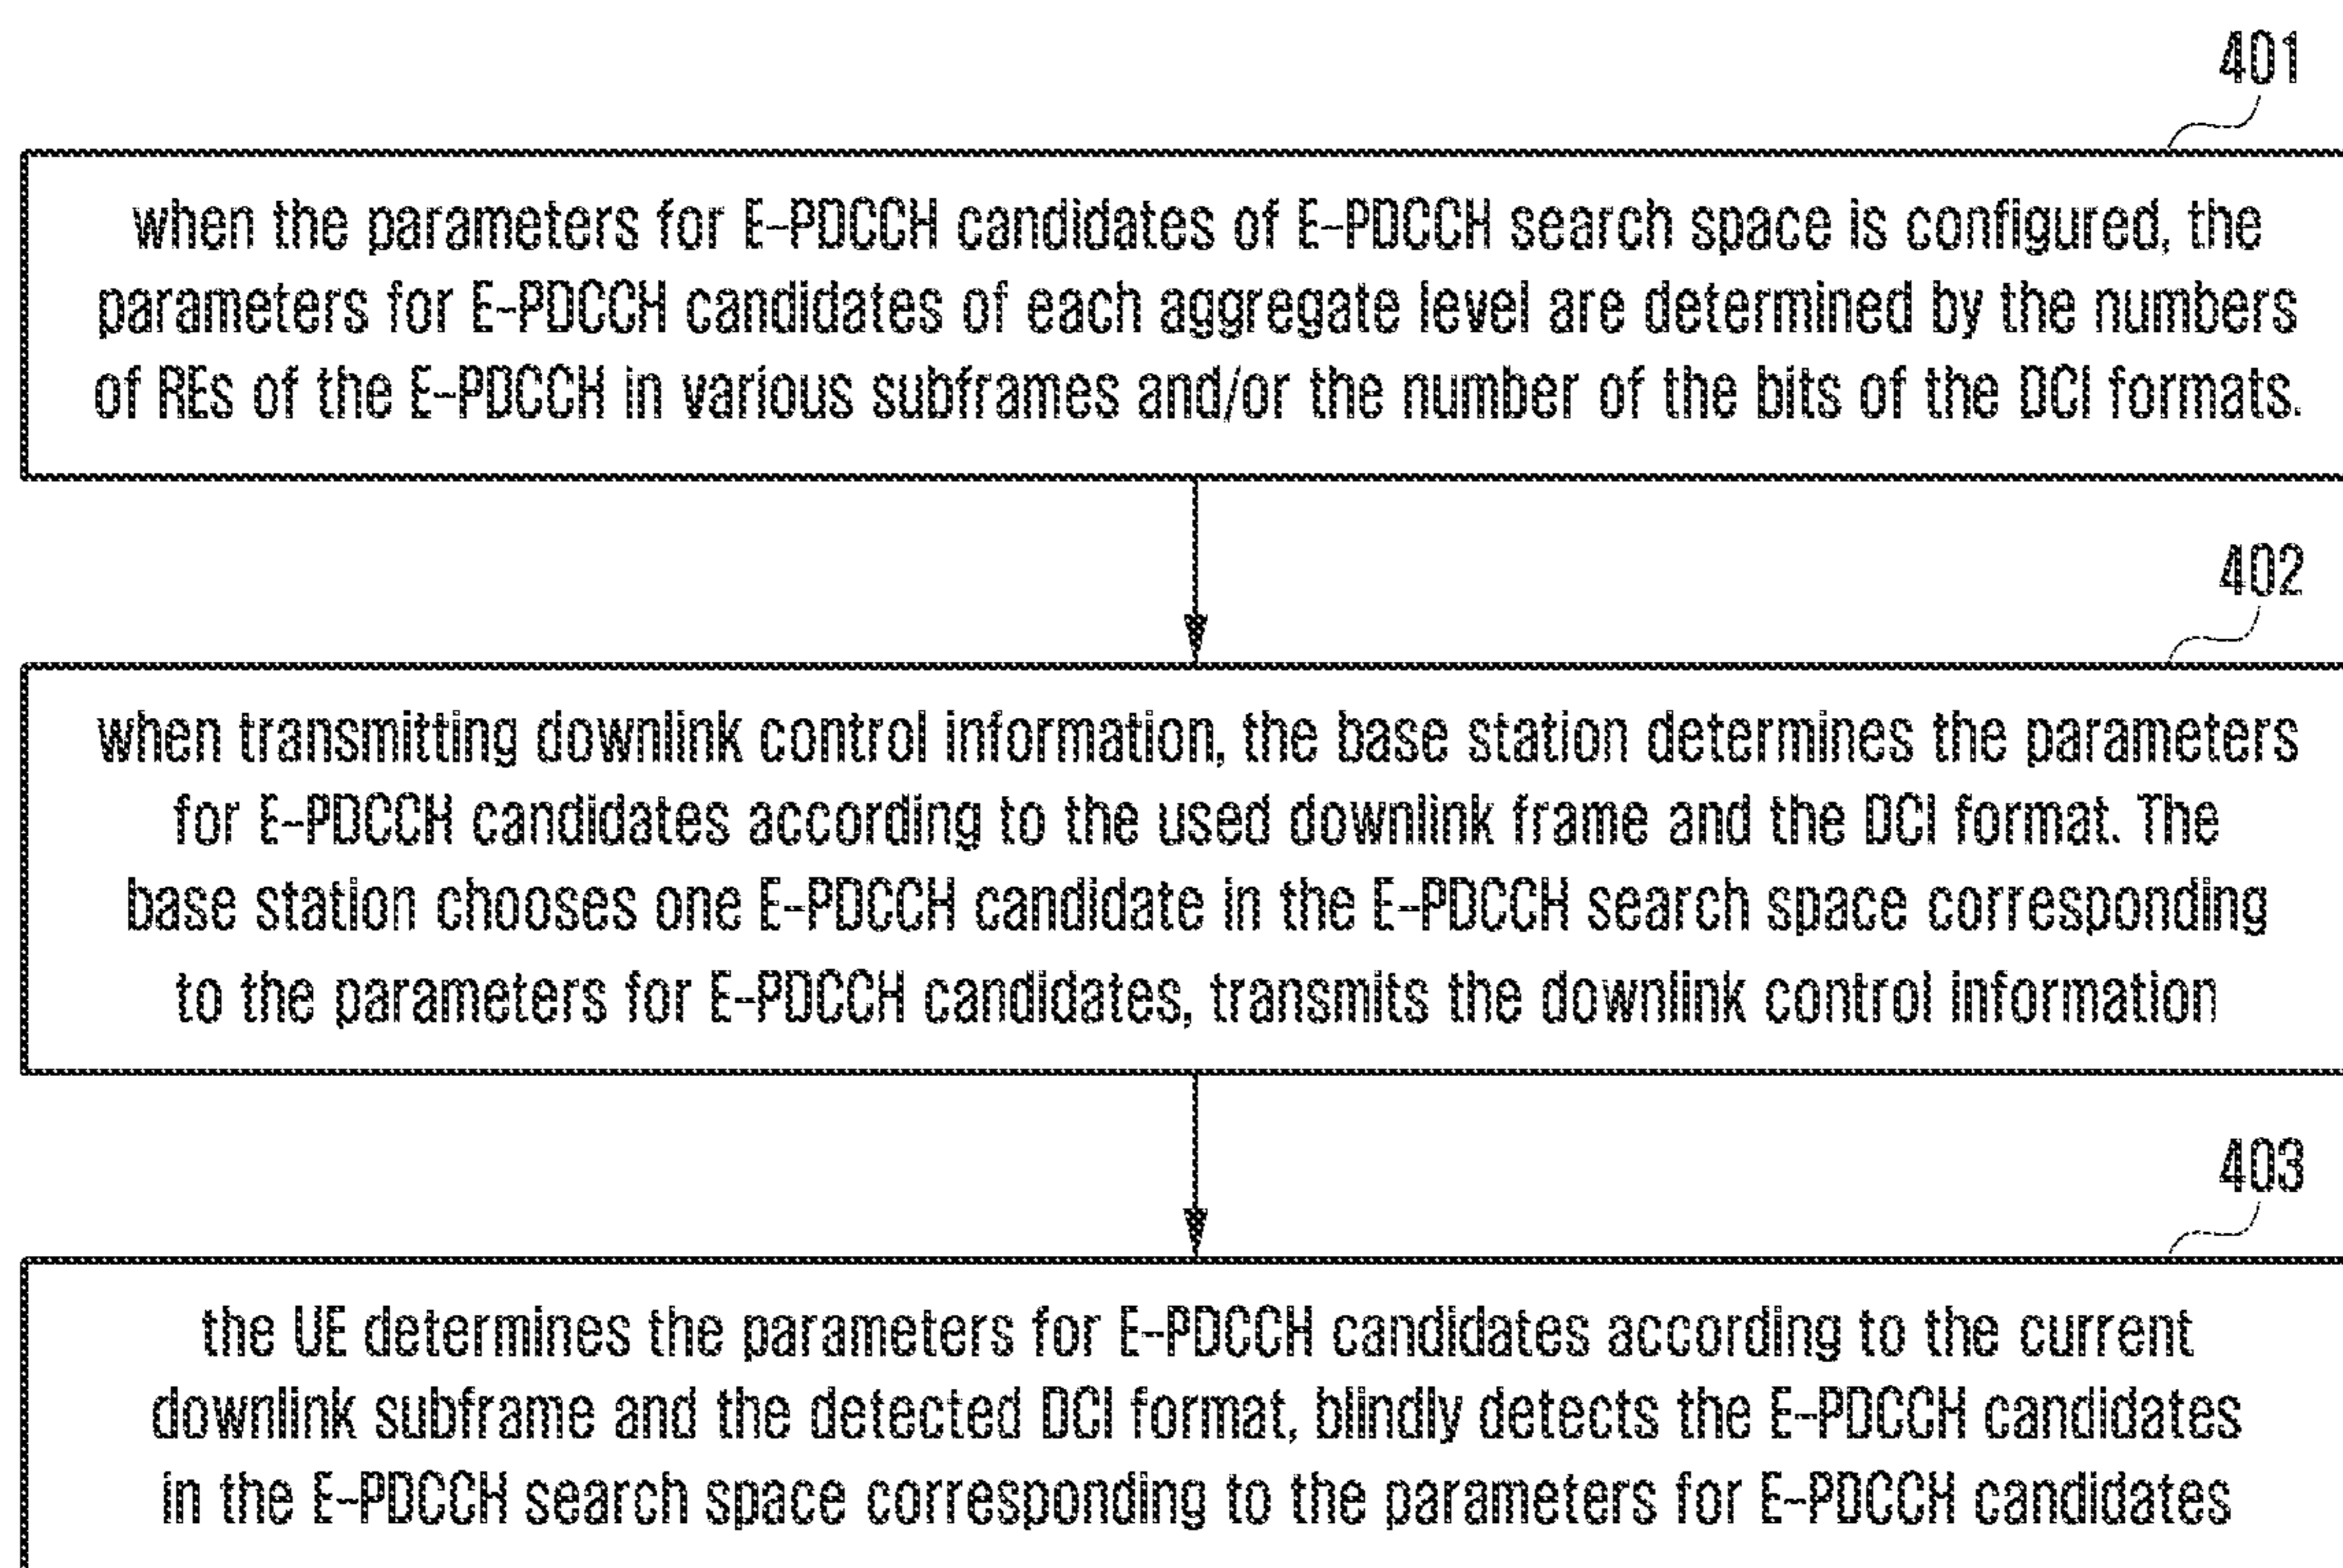 401
when the parameters for E-PDCCH candidates of E-PDCCH search space is configured, the
parameters for E-PDCCH candidates of each aggregate level are determined by the numbers
of REs of the E-PDCCH in various subframes and/or the number of the bits of the DCI formats.
402
when transmitting downlink control information, the base station determines the parameters
for E-PDCCH candidates according to the used downlink frame and the DCI format. The
base station chooses one E-PDCCH candidate in the E-PDCCH search space corresponding
to the parameters for E-PDCCH candidates, transmits the downlink control information
403
the UE determines the parameters for E-PDCCH candidates according to the current
downlink subframe and the detected DCI format, blindly detects the E-PDCCH candidates
in the E-PDCCH search space corresponding to the parameters for E-PDCCH candidates